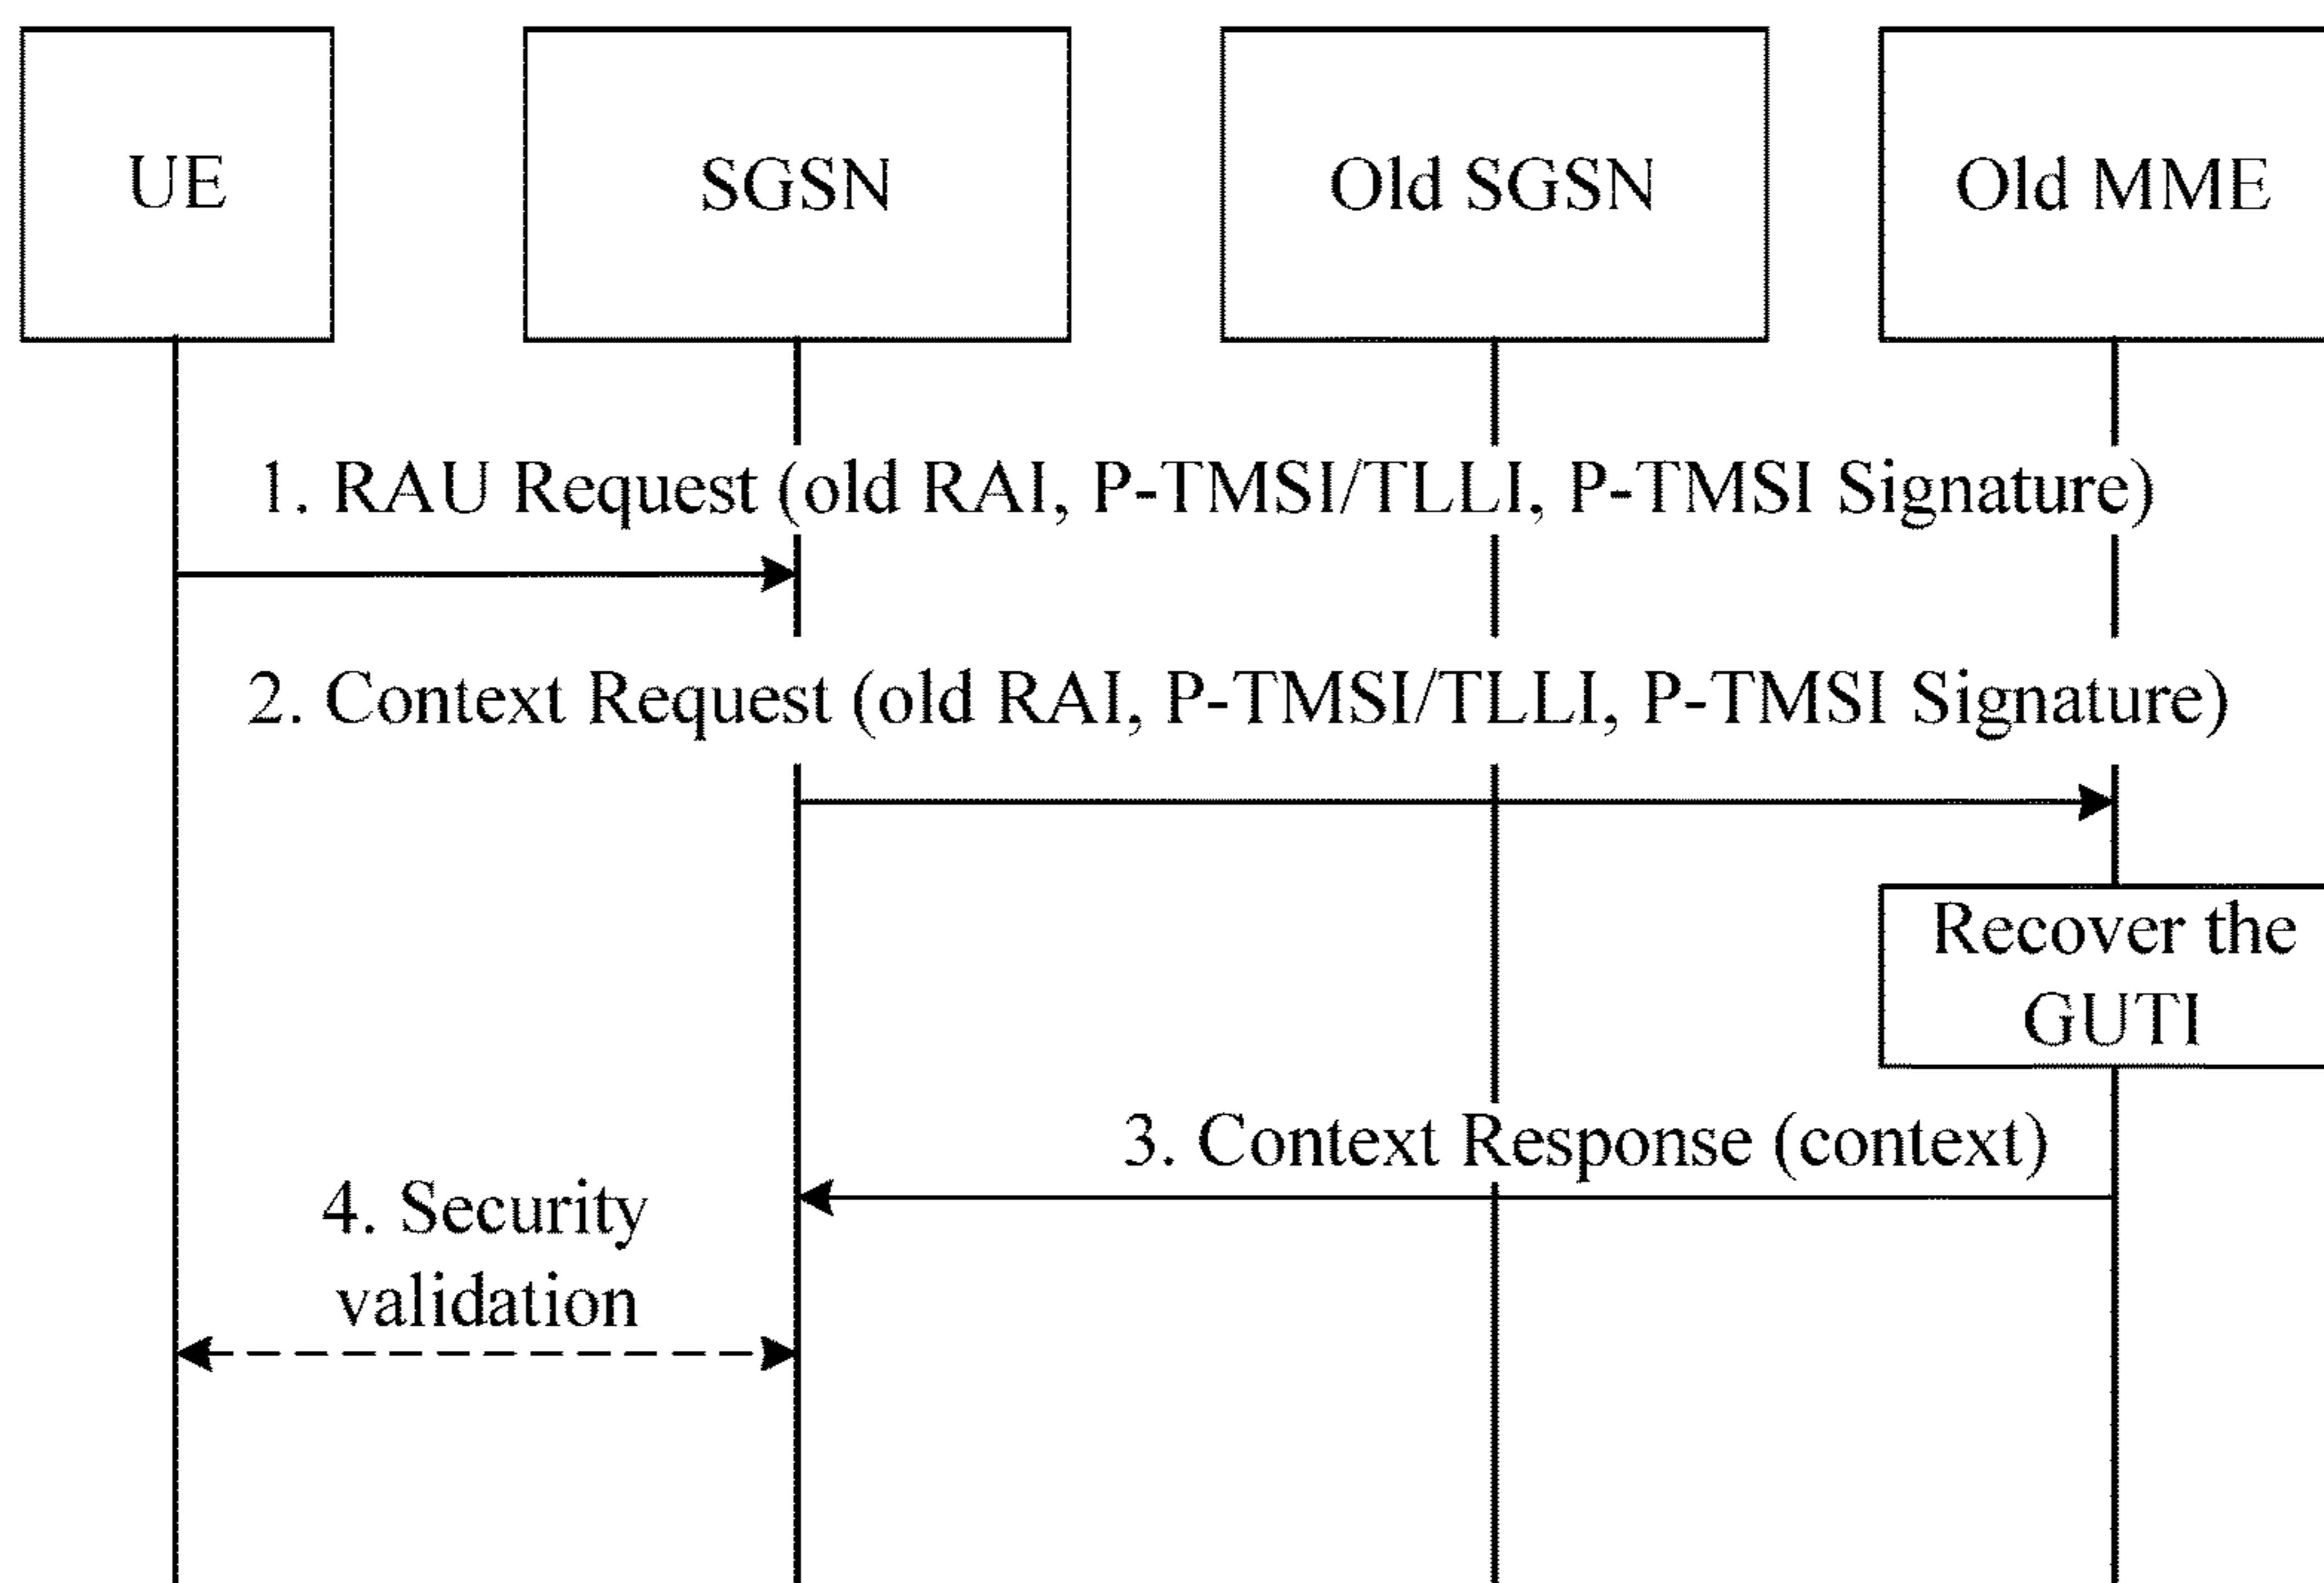 UE
SGSN
Old SGSN
Old MME
1. RAU Request (old RAI, P-TMSI/TLLI, P-TMSI Signature)
2. Context Request (old RAI, P-TMSI/TLLI, P-TMSI Signature)
Recover the
GUTI
3. Context Response (context)
4. Security
validation